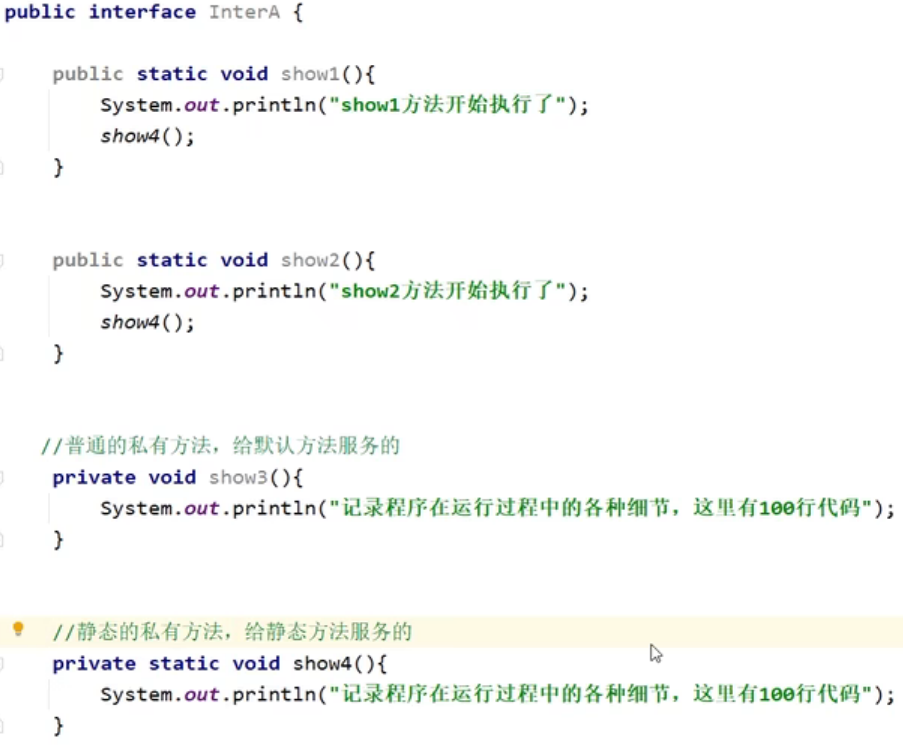 public interface InterA {
public static void show1(){
System.out.println("show1方法开始执行了");
show4();
}
public static void show2(){
System.out.println("show2方法开始执行了");
show4();
}
//普通的私有方法，给默认方法服务的
private void show3(){
System.out.println("记录程序在运行过程中的各种细节，这里有100行代码");
}
//静态的私有方法，给静态方法服务的
private static void show4(){
System.out.println("记录程序在运行过程中的各种细节，这里有100行代码");
}